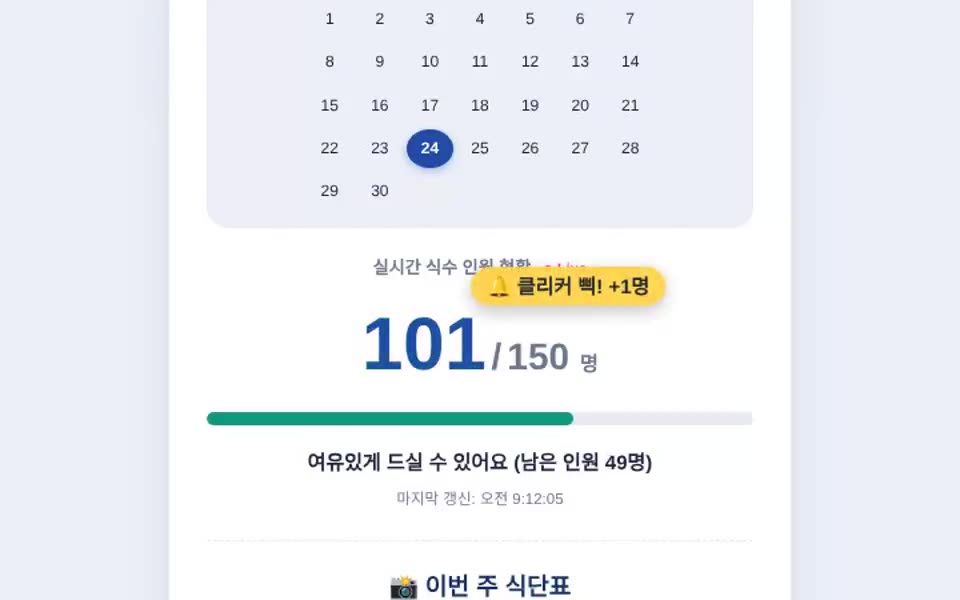 1 2 3 4 5 6 7
8 9 10 11 12 13 14
15 16 17 18 19 20 21
22 23 24 25 26 27 28
29 30
실시간 식수 인원 현황
🔔 클리커 삑! +1명
101 / 150 명
여유있게 드실 수 있어요 (남은 인원 49명)
마지막 갱신: 오전 9:12:05
📸 이번 주 식단표